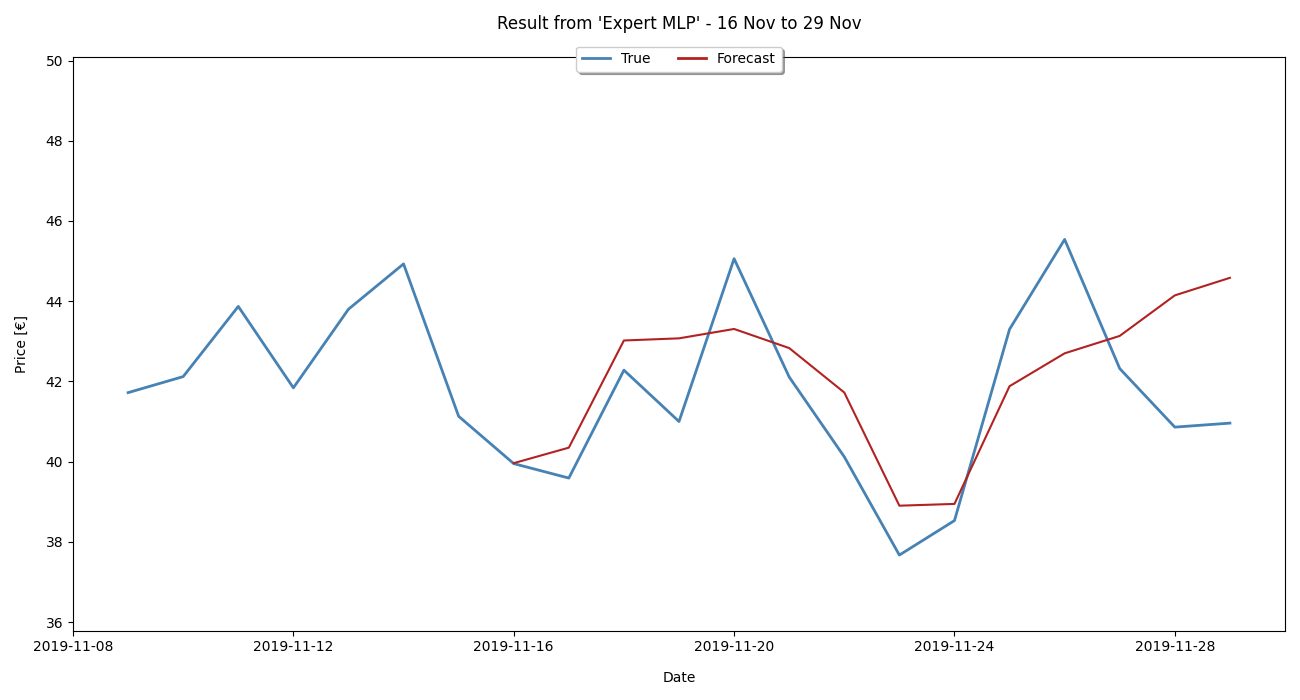 Result from 'Expert MLP' - 16 Nov to 29 Nov
True Forecast
50
48
46
44
42
40
38
36
Price [€]
2019-11-08 2019-11-12 2019-11-16 2019-11-20 2019-11-24 2019-11-28
Date